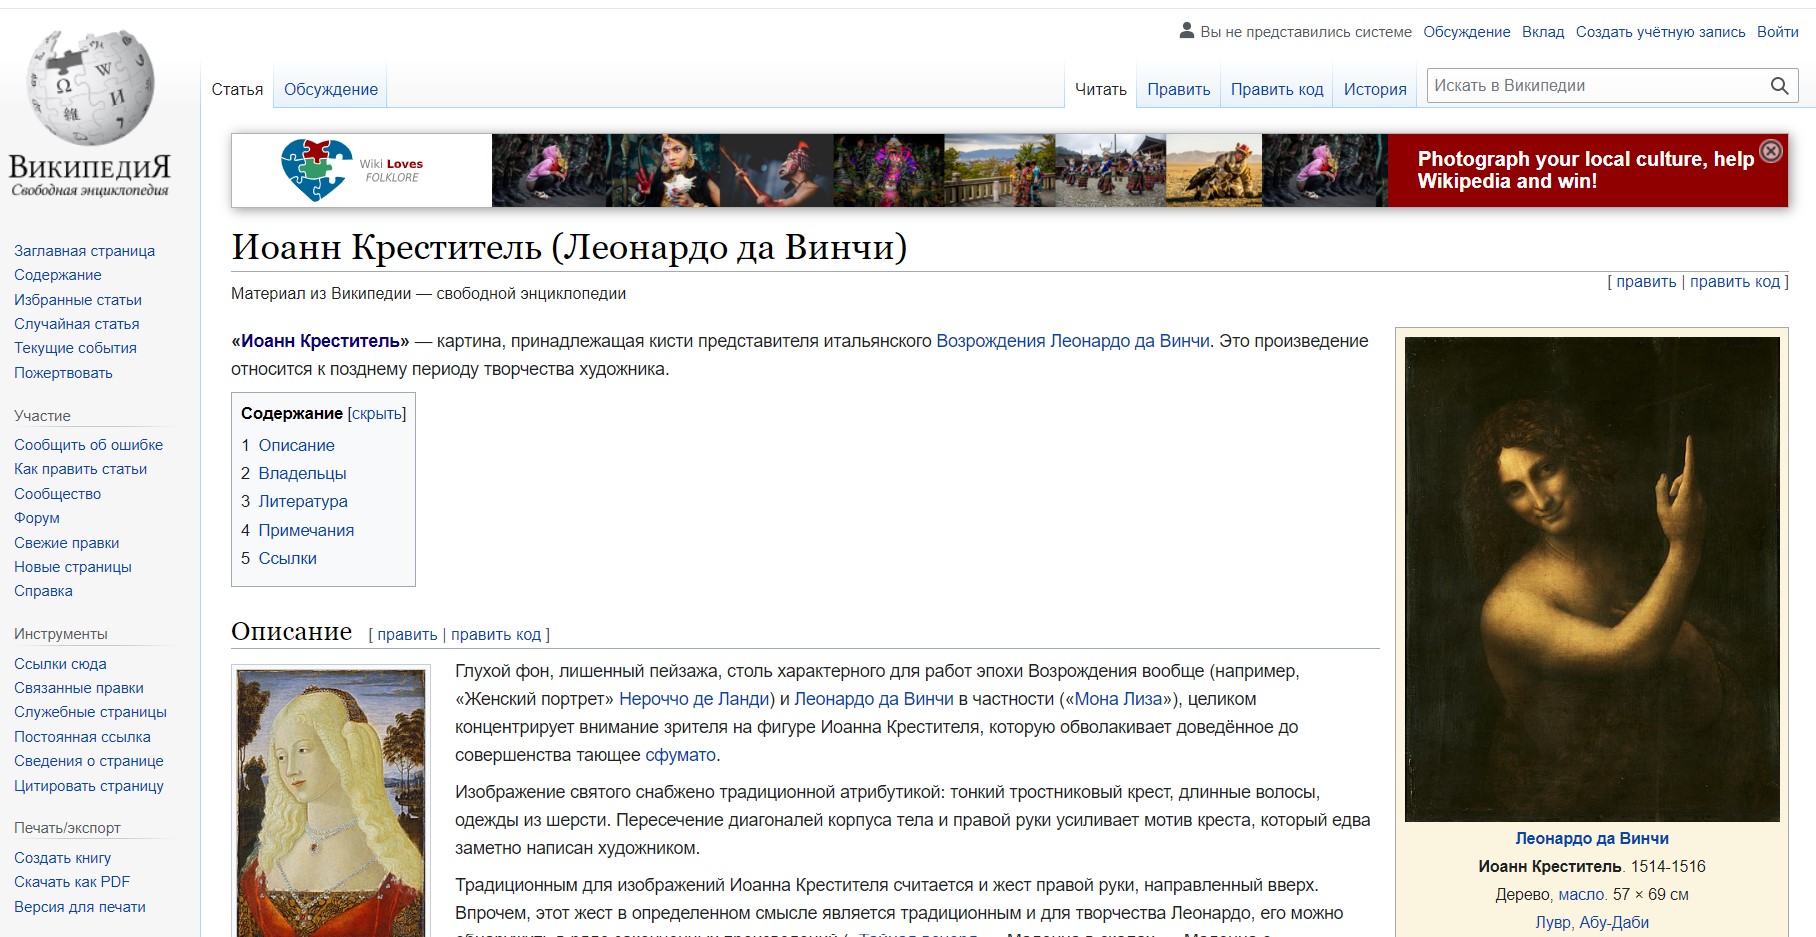 Вы не представились системе Обсуждение Вклад Создать учётную запись Войти
Статья Обсуждение Читать Править Править код История Искать в Википедии
ВИКИПЕДИЯ
Свободная энциклопедия
Заглавная страница
Содержание
Избранные статьи
Случайная статья
Текущие события
Пожертвовать
Участие
Сообщить об ошибке
Как править статьи
Сообщество
Форум
Свежие правки
Новые страницы
Справка
Инструменты
Ссылки сюда
Связанные правки
Служебные страницы
Постоянная ссылка
Сведения о странице
Цитировать страницу
Печать/экспорт
Создать книгу
Скачать как PDF
Версия для печати
Wiki Loves
FOLKLORE
Photograph your local culture, help
Wikipedia and win!
Иоанн Креститель (Леонардо да Винчи)
[ править | править код ]
Материал из Википедии — свободной энциклопедии
«Иоанн Креститель» — картина, принадлежащая кисти представителя итальянского Возрождения Леонардо да Винчи. Это произведение
относится к позднему периоду творчества художника.
Содержание [скрыть]
1 Описание
2 Владельцы
3 Литература
4 Примечания
5 Ссылки
Описание [ править | править код ]
Глухой фон, лишенный пейзажа, столь характерного для работ эпохи Возрождения вообще (например,
«Женский портрет» Нероччо де Ланди) и Леонардо да Винчи в частности («Мона Лиза»), целиком
концентрирует внимание зрителя на фигуре Иоанна Крестителя, которую обволакивает доведённое до
совершенства тающее сфумато.
Изображение святого снабжено традиционной атрибутикой: тонкий тростниковый крест, длинные волосы,
одежды из шерсти. Пересечение диагоналей корпуса тела и правой руки усиливает мотив креста, который едва
заметно написан художником.
Традиционным для изображений Иоанна Крестителя считается и жест правой руки, направленный вверх.
Впрочем, этот жест в определенном смысле является традиционным и для творчества Леонардо, его можно
Леонардо да Винчи
Иоанн Креститель. 1514-1516
Дерево, масло. 57 × 69 см
Лувр, Абу-Даби